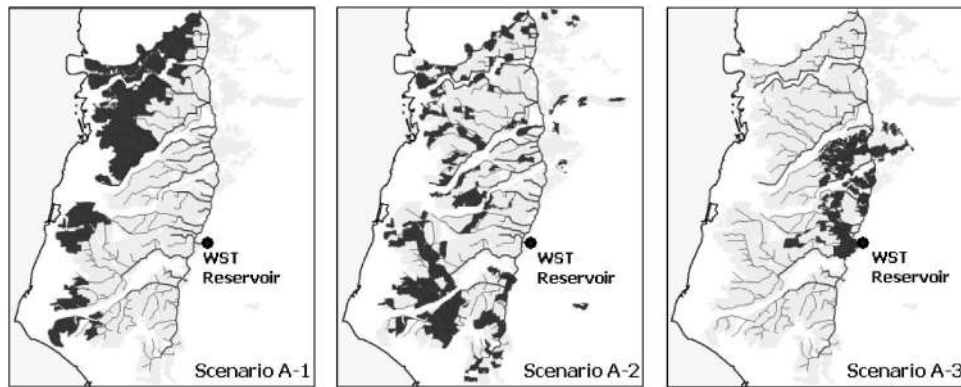 WST
Reservoir
Scenario A-1
WST
Reservoir
Scenario A-2
WST
Reservoir
Scenario A-3